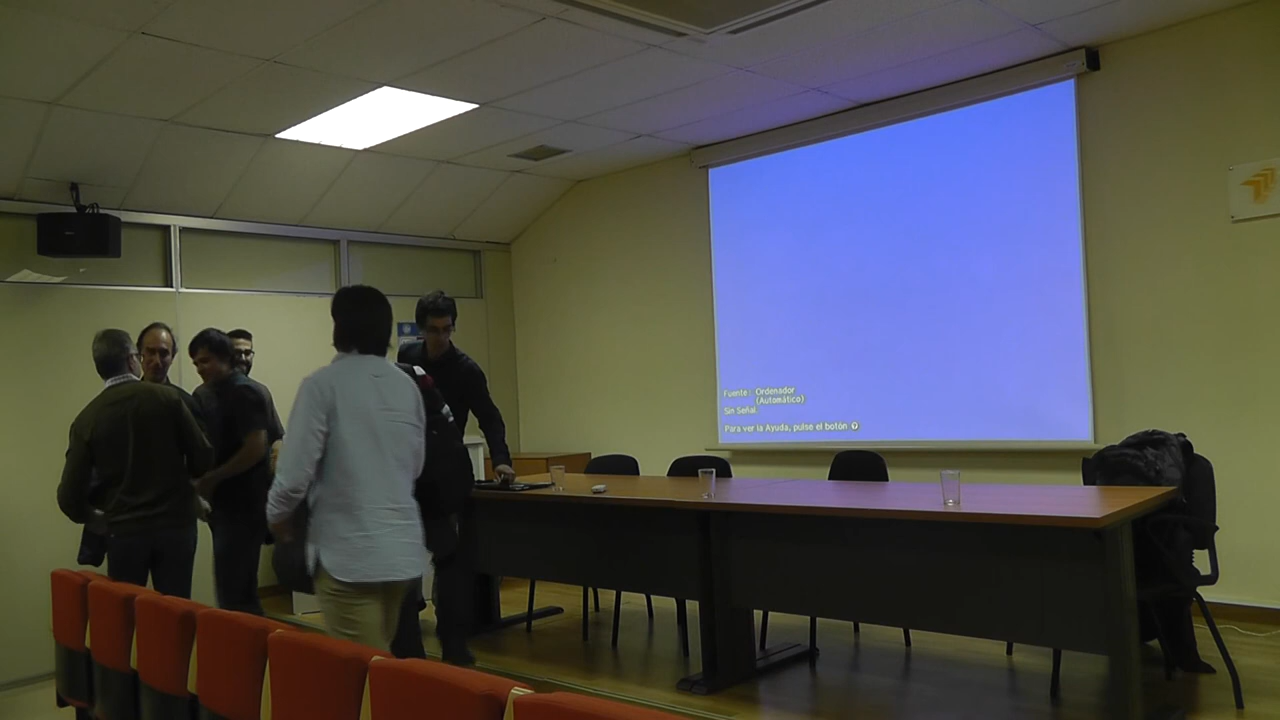 Fuente: Ordenador
(Automático)
Sin Señal.
Para ver la Ayuda, pulse el botón ?